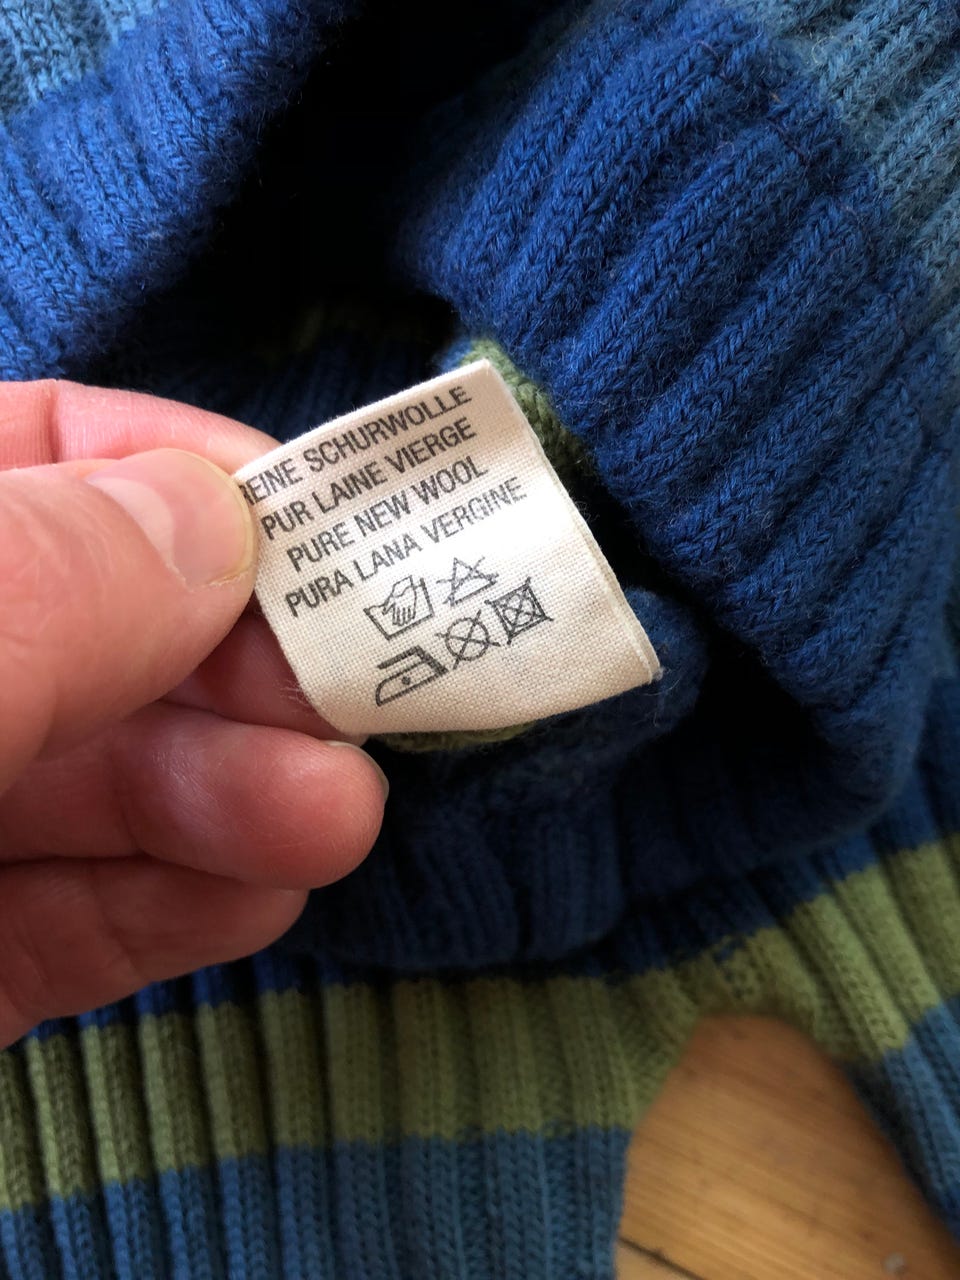 REINE SCHURWOLLE
PUR LAINE VIERGE
PURE NEW WOOL
PURA LANA VERGINE